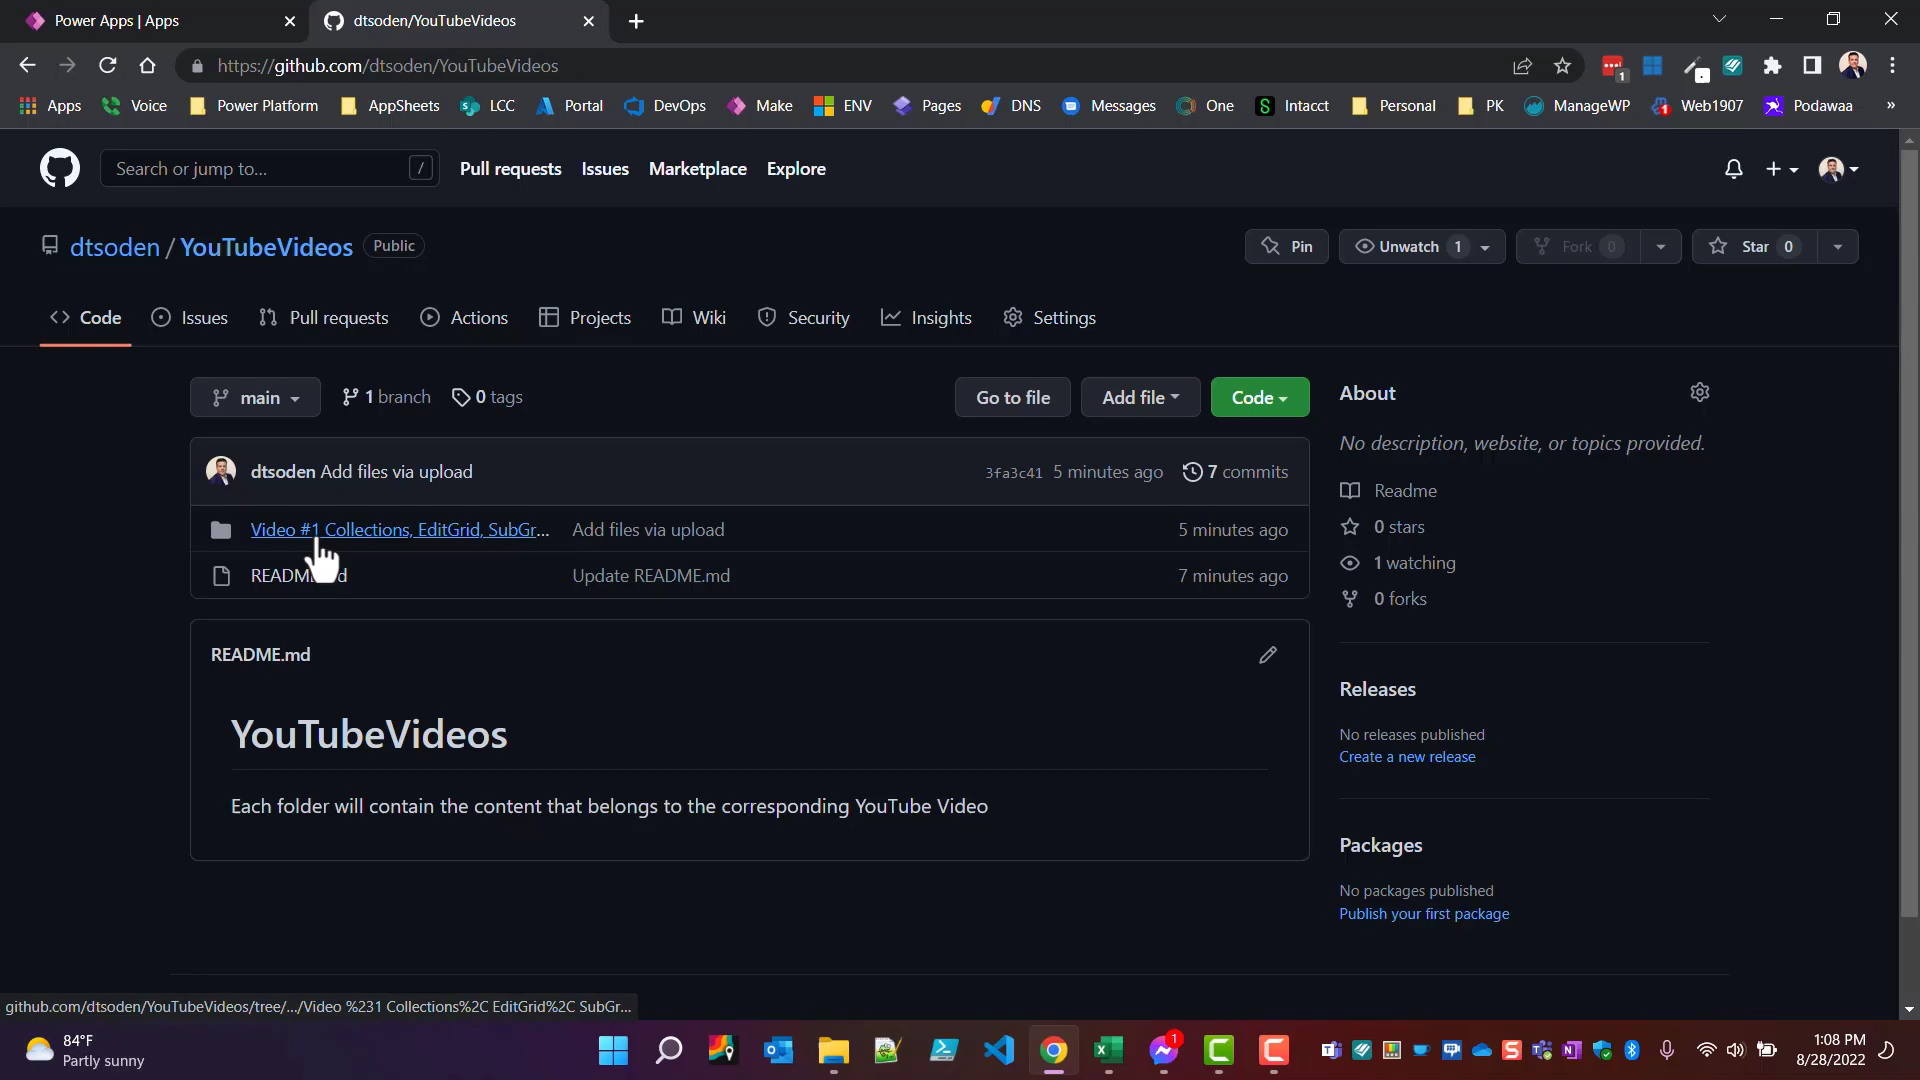 Power Apps | Apps
dtsoden/YouTubeVideos
https://github.com/dtsoden/YouTubeVideos
1
Apps Voice Power Platform AppSheets LCC Portal DevOps Make ENV Pages DNS Messages One Intacct Personal PK ManageWP Web1907 Podawaa »
Search or jump to... /
Pull requests Issues Marketplace Explore
dtsoden / YouTubeVideos Public
Pin Unwatch 1 Fork 0 Star 0
Code Issues Pull requests Actions Projects Wiki Security Insights Settings
main 1 branch 0 tags Go to file Add file Code
dtsoden Add files via upload 3fa3c41 5 minutes ago 7 commits
Video #1 Collections, EditGrid, SubGr... Add files via upload 5 minutes ago
Update README.md 7 minutes ago
README.md
YouTubeVideos
Each folder will contain the content that belongs to the corresponding YouTube Video
About
No description, website, or topics provided.
Readme
0 stars
1 watching
0 forks
Releases
No releases published
Create a new release
Packages
No packages published
Publish your first package
github.com/dtsoden/YouTubeVideos/tree/.../Video %231 Collections%2C EditGrid%2C SubGr...
84°F
Partly sunny
1
1:08 PM
8/28/2022